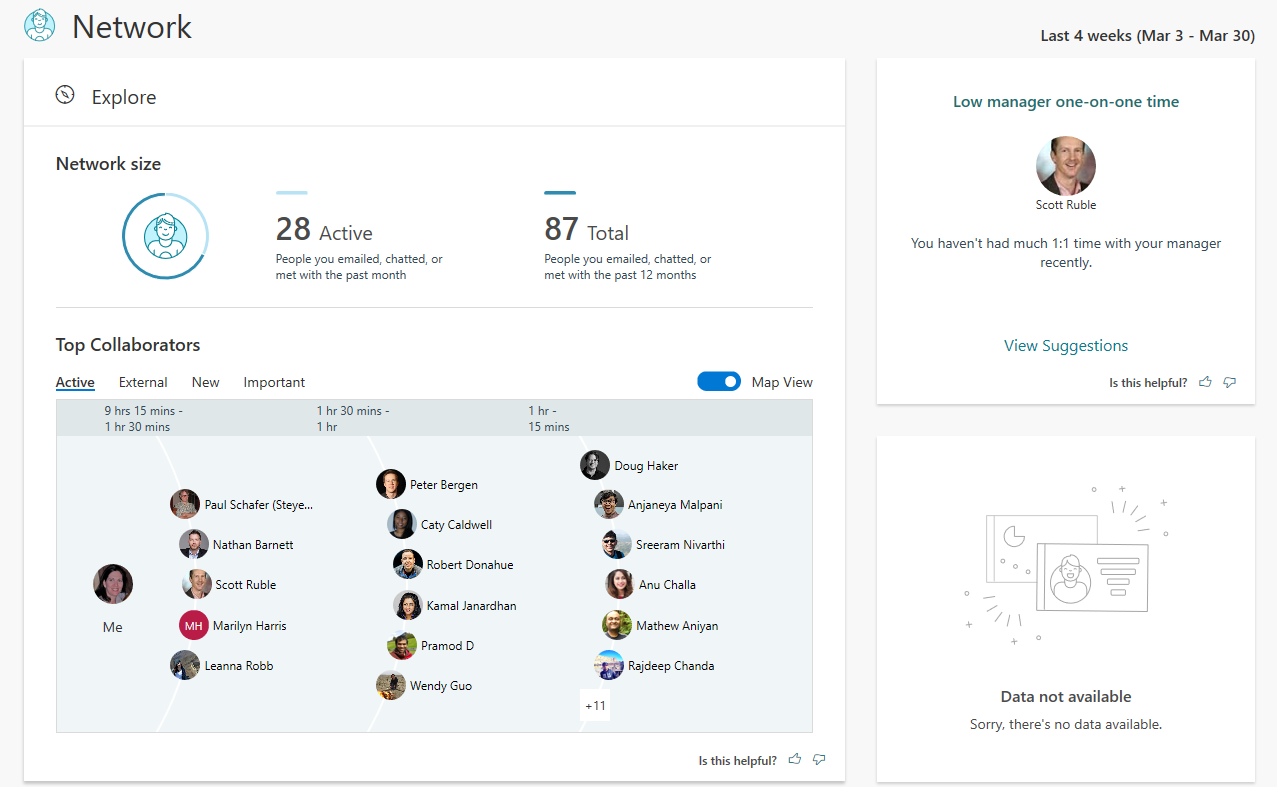 Network
Last 4 weeks (Mar 3 - Mar 30)
Explore
Network size
28 Active
People you emailed, chatted, or
met with the past month
87 Total
People you emailed, chatted, or
met with the past 12 months
Top Collaborators
Active External New Important
Map View
9 hrs 15 mins -
1 hr 30 mins
1 hr 30 mins -
1 hr
1 hr -
15 mins
Me
Paul Schafer (Steye...
Nathan Barnett
Scott Ruble
MH Marilyn Harris
Leanna Robb
Peter Bergen
Caty Caldwell
Robert Donahue
Kamal Janardhan
Pramod D
Wendy Guo
Doug Haker
Anjaneya Malpani
Sreeram Nivarthi
Anu Challa
Mathew Aniyan
Rajdeep Chanda
+11
Is this helpful?
Low manager one-on-one time
Scott Ruble
You haven't had much 1:1 time with your manager
recently.
View Suggestions
Is this helpful?
Data not available
Sorry, there's no data available.